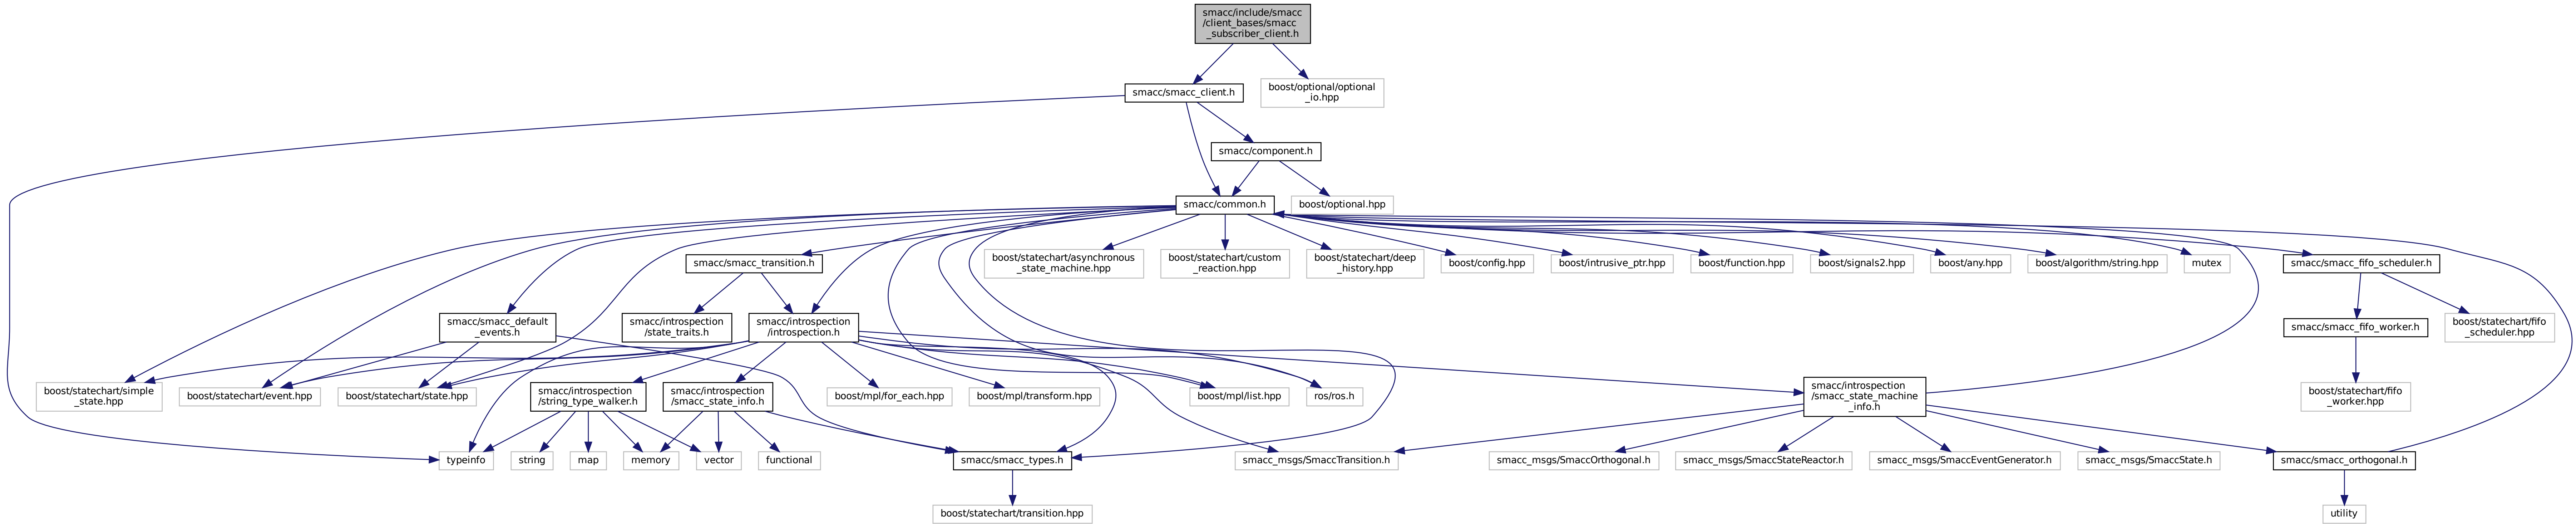 smacc/include/smacc
/client_bases/smacc
_subscriber_client.h
smacc/smacc_client.h
boost/optional/optional
_io.hpp
smacc/component.h
smacc/common.h
boost/optional.hpp
smacc/smacc_transition.h
boost/statechart/asynchronous
_state_machine.hpp
boost/statechart/custom
_reaction.hpp
boost/statechart/deep
_history.hpp
boost/config.hpp
boost/intrusive_ptr.hpp
boost/function.hpp
boost/signals2.hpp
boost/any.hpp
boost/algorithm/string.hpp
mutex
smacc/smacc_fifo_scheduler.h
smacc/smacc_default
_events.h
smacc/introspection
/state_traits.h
smacc/introspection
/introspection.h
smacc/smacc_fifo_worker.h
boost/statechart/fifo
_scheduler.hpp
boost/statechart/simple
_state.hpp
boost/statechart/event.hpp
boost/statechart/state.hpp
smacc/introspection
/string_type_walker.h
smacc/introspection
/smacc_state_info.h
boost/mpl/for_each.hpp
boost/mpl/transform.hpp
boost/mpl/list.hpp
ros/ros.h
smacc/introspection
/smacc_state_machine
_info.h
boost/statechart/fifo
_worker.hpp
typeinfo
string
map
memory
vector
functional
smacc/smacc_types.h
smacc_msgs/SmaccTransition.h
smacc_msgs/SmaccOrthogonal.h
smacc_msgs/SmaccStateReactor.h
smacc_msgs/SmaccEventGenerator.h
smacc_msgs/SmaccState.h
smacc/smacc_orthogonal.h
boost/statechart/transition.hpp
utility